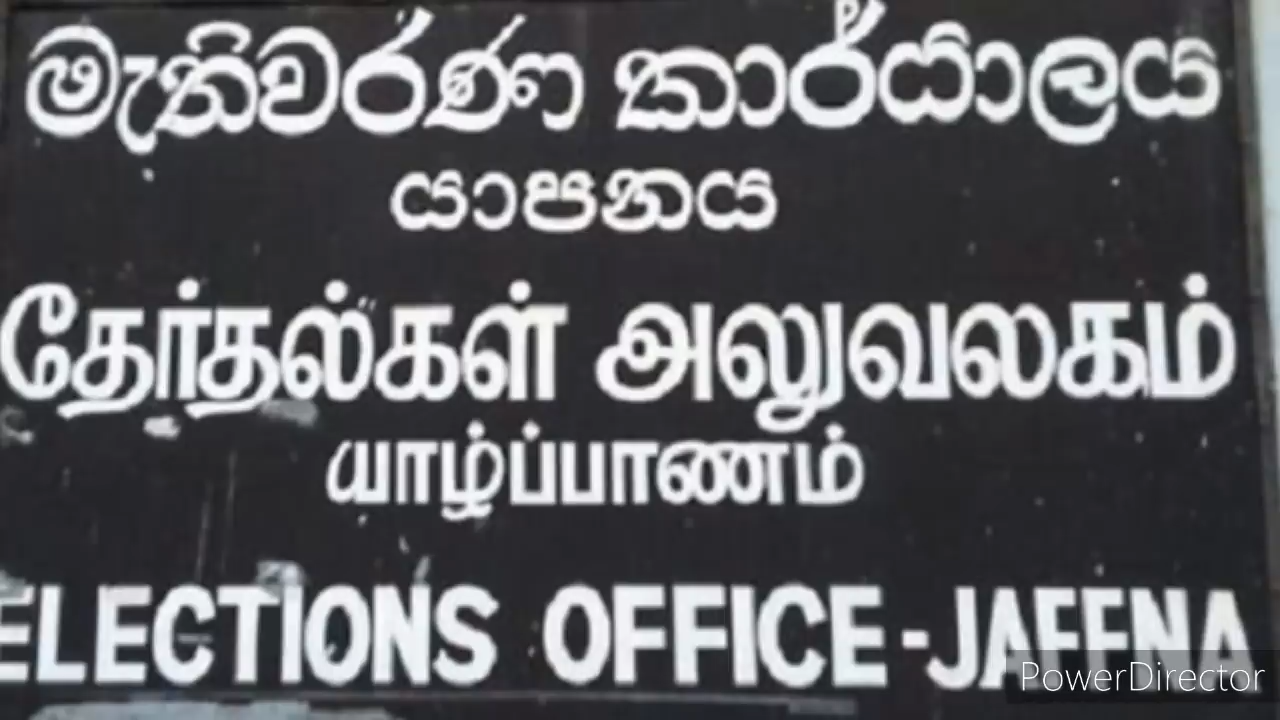 මැතිවරණ කාර්යාලය
යාපනය
தேர்தல்கள் அலுவலகம்
யாழ்ப்பாணம்
ELECTIONS OFFICE-JAFFNA
PowerDirector